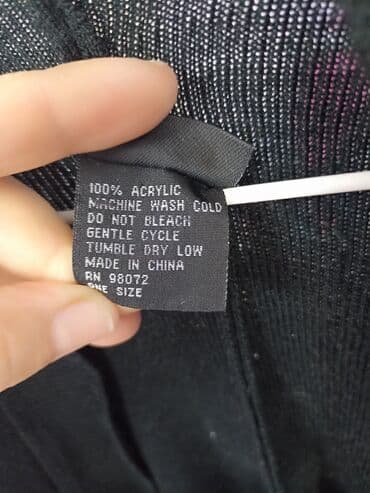 100% ACRYLIC
MACHINE WASH COLD
DO NOT BLEACH
GENTLE CYCLE
TUMBLE DRY LOW
MADE IN CHINA
RN 98072
ONE SIZE